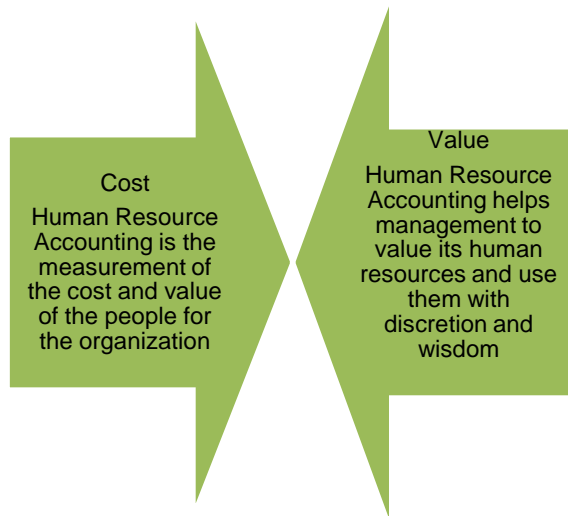 Cost
Human Resource
Accounting is the
measurement of
the cost and value
of the people for
the organization
Value
Human Resource
Accounting helps
management to
value its human
resources and use
them with
discretion and
wisdom